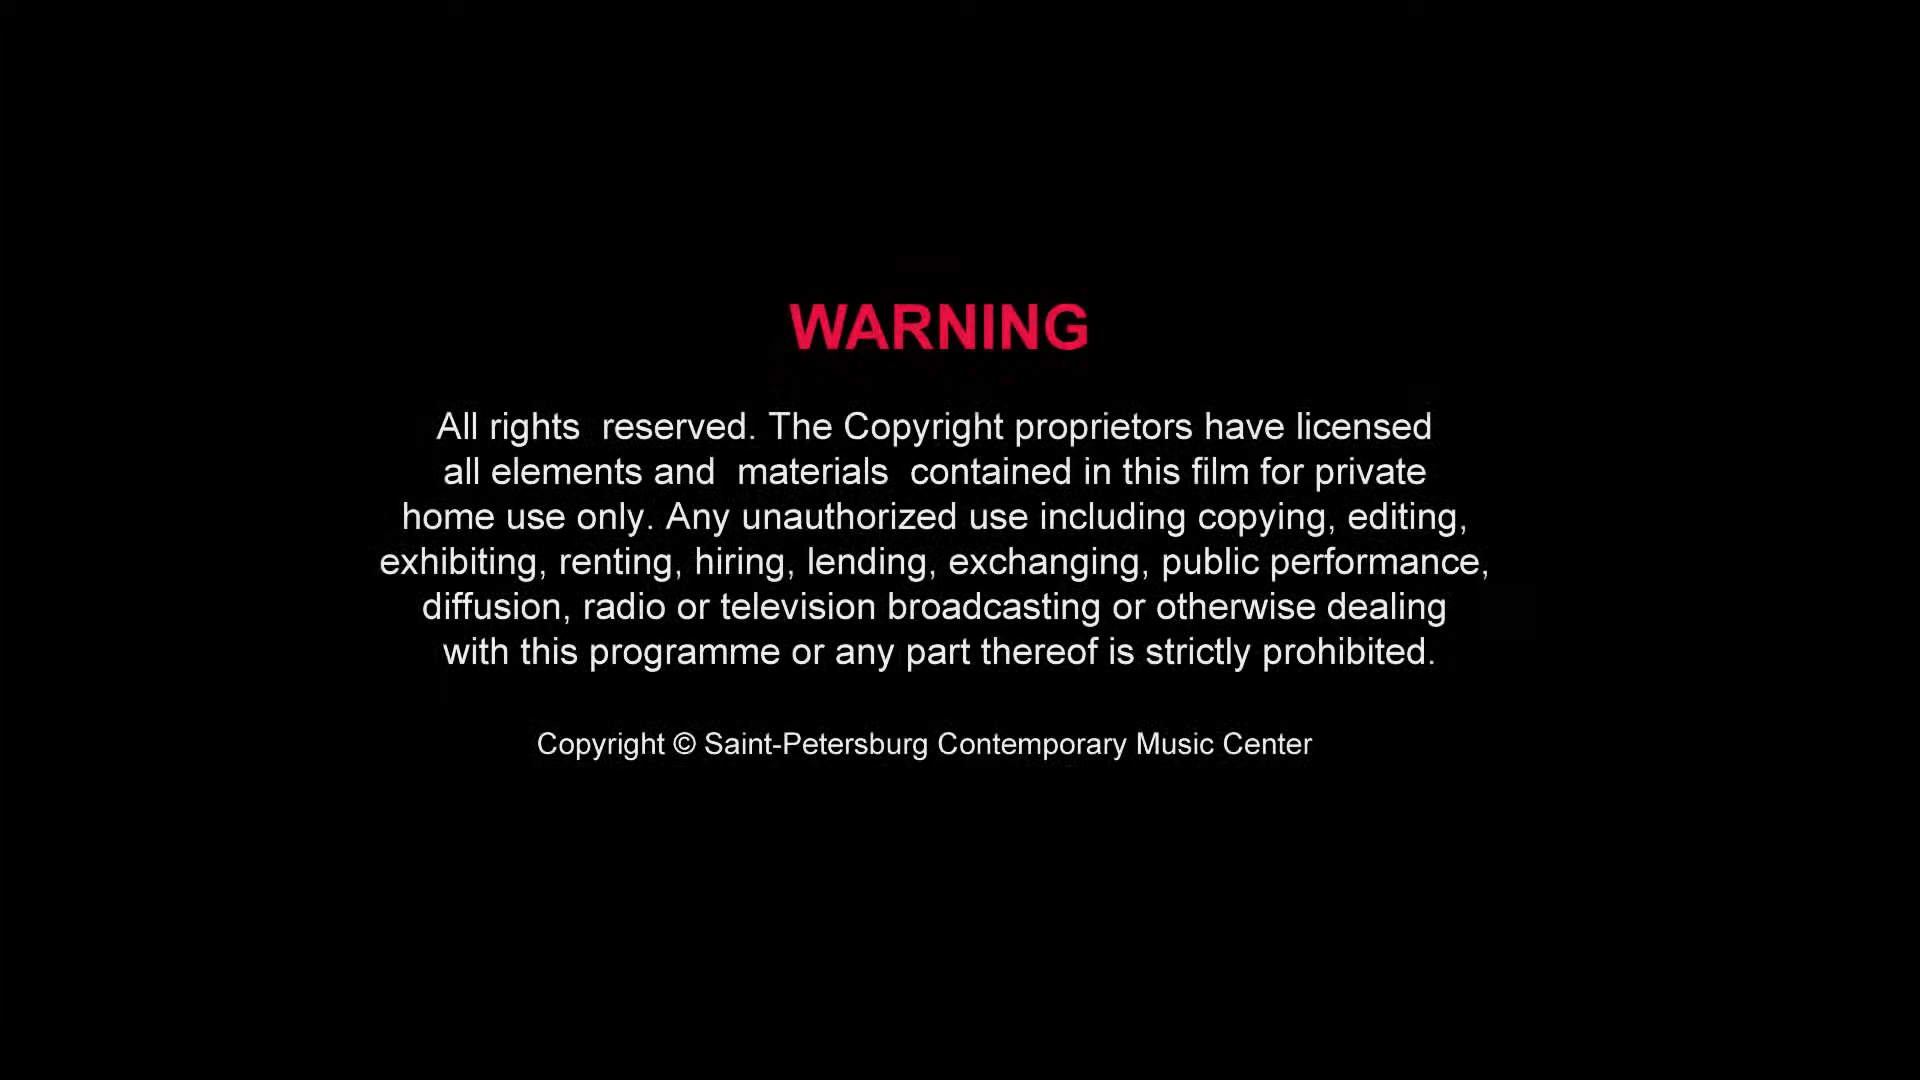 WARNING
All rights  reserved. The Copyright proprietors have licensed
all elements and  materials  contained in this film for private
home use only. Any unauthorized use including copying, editing,
exhibiting, renting, hiring, lending, exchanging, public performance,
diffusion, radio or television broadcasting or otherwise dealing
with this programme or any part thereof is strictly prohibited.
Copyright © Saint-Petersburg Contemporary Music Center